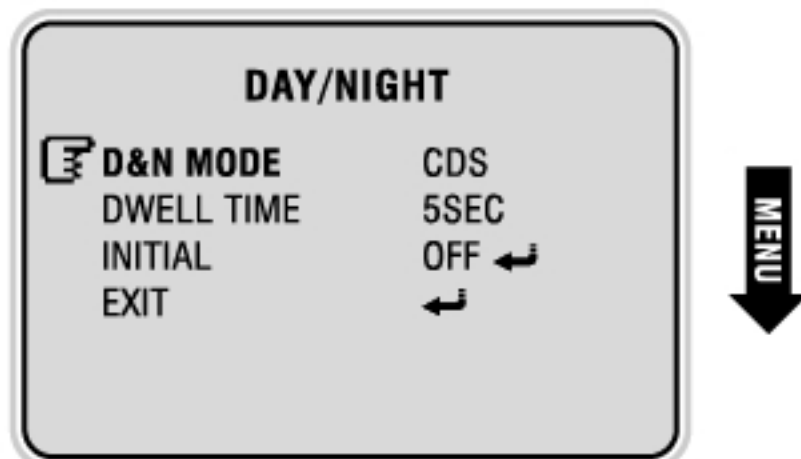 DAY/NIGHT
D&N MODE CDS
DWELL TIME 5SEC
INITIAL OFF ↵
EXIT ↵
MENU